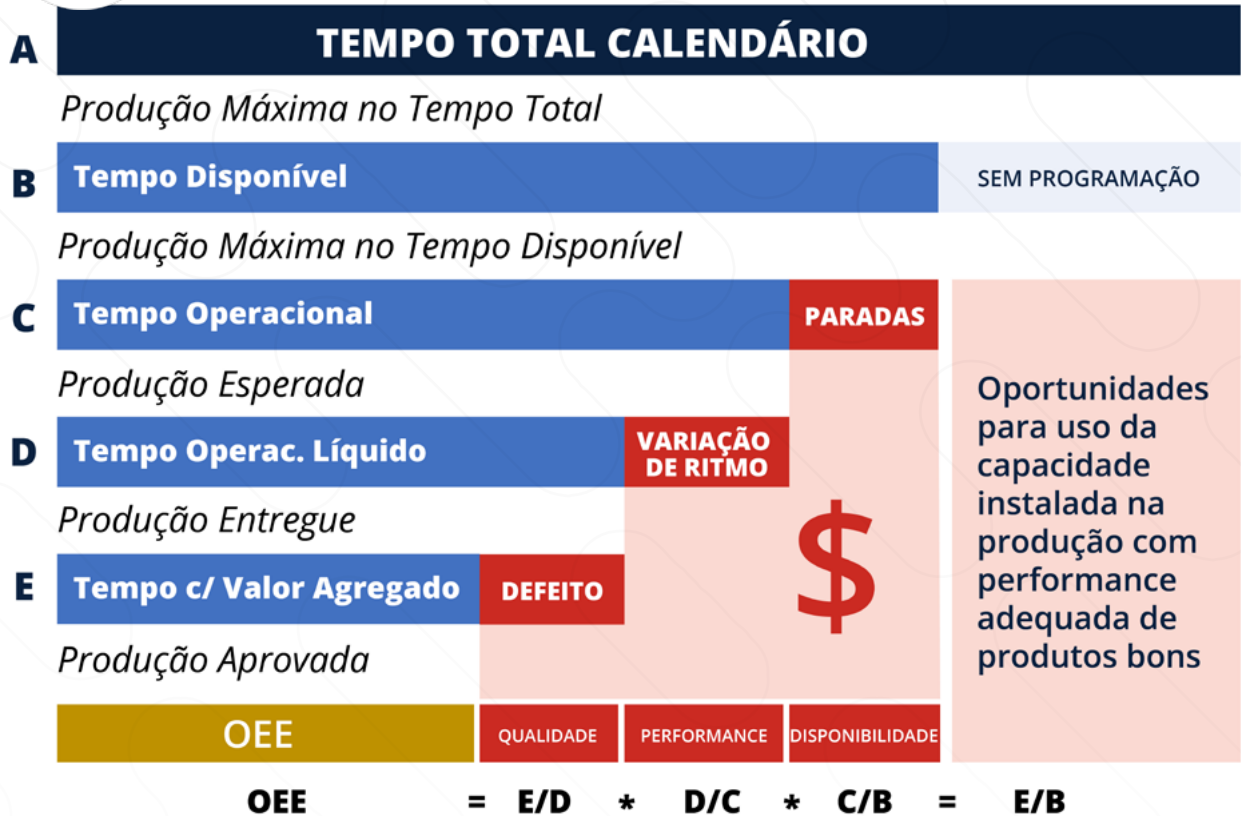 A
TEMPO TOTAL CALENDÁRIO
Produção Máxima no Tempo Total
B
Tempo Disponível
SEM PROGRAMAÇÃO
Produção Máxima no Tempo Disponível
C
Tempo Operacional
PARADAS
Produção Esperada
D
Tempo Operac. Líquido
VARIAÇÃO
DE RITMO
Produção Entregue
E
Tempo c/ Valor Agregado
DEFEITO
$
Produção Aprovada
Oportunidades
para uso da
capacidade
instalada na
produção com
performance
adequada de
produtos bons
OEE
QUALIDADE
PERFORMANCE
DISPONIBILIDADE
OEE = E/D * D/C * C/B = E/B